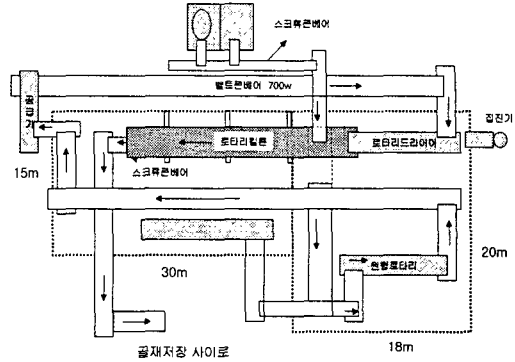 스크류콘베어
벨트콘베어 700w
집진기
로타리킬른
로타리드리이어
15m
스크류콘베어
20m
30m
원형로타리
18m
골재저장 사이로